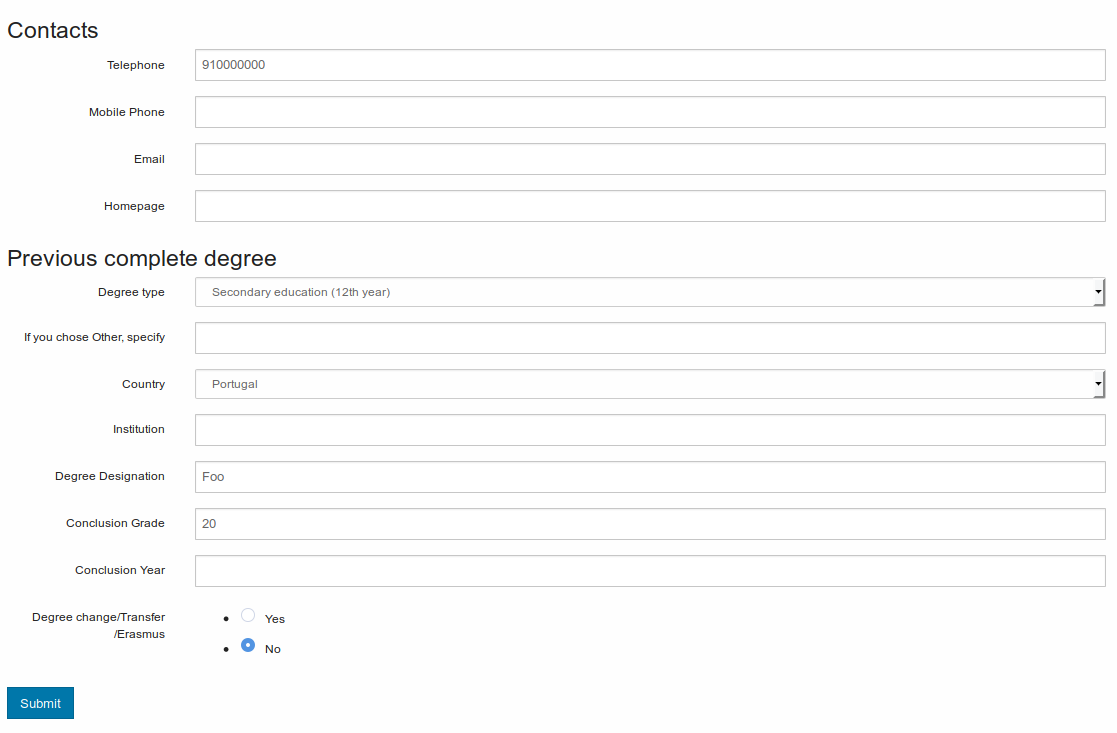 Contacts
Telephone 910000000
Mobile Phone
Email
Homepage
Previous complete degree
Degree type Secondary education (12th year)
If you chose Other, specify
Country Portugal
Institution
Degree Designation Foo
Conclusion Grade 20
Conclusion Year
Degree change/Transfer
/Erasmus
Yes
No
Submit